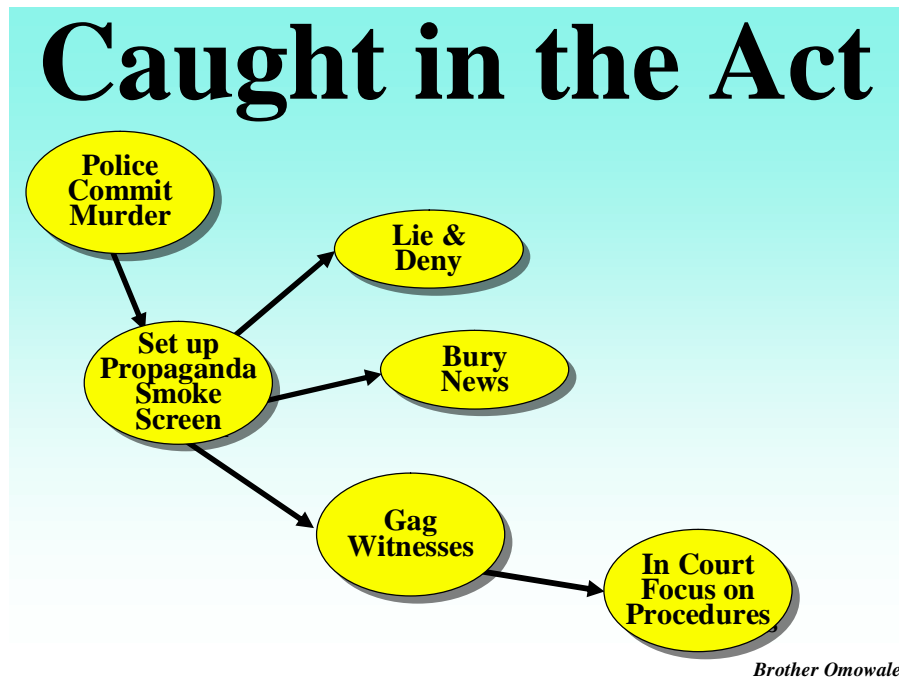 Caught in the Act
Police
Commit
Murder
Lie &
Deny
Set up
Propaganda
Smoke
Screen
Bury
News
Gag
Witnesses
In Court
Focus on
Procedures
Brother Omowale